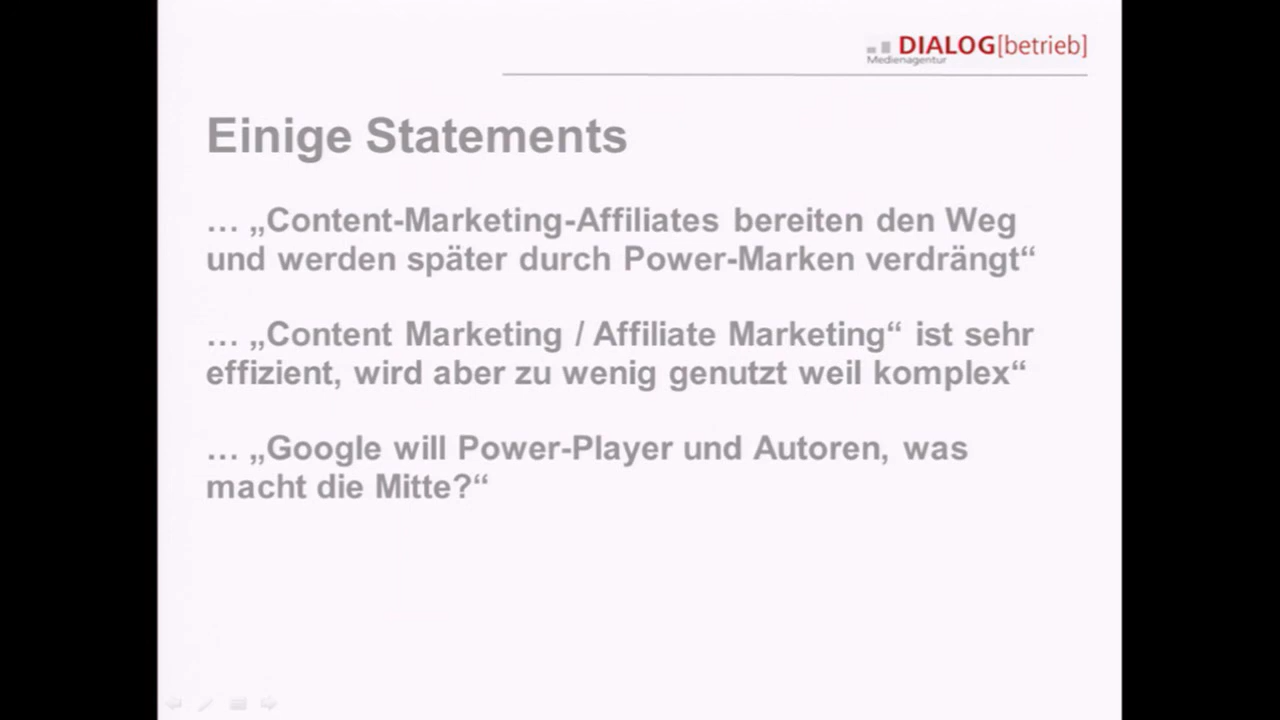 DIALOG[betrieb]
Medienagentur
Einige Statements
… „Content-Marketing-Affiliates bereiten den Weg
und werden später durch Power-Marken verdrängt“
… „Content Marketing / Affiliate Marketing“ ist sehr
effizient, wird aber zu wenig genutzt weil komplex“
… „Google will Power-Player und Autoren, was
macht die Mitte?“